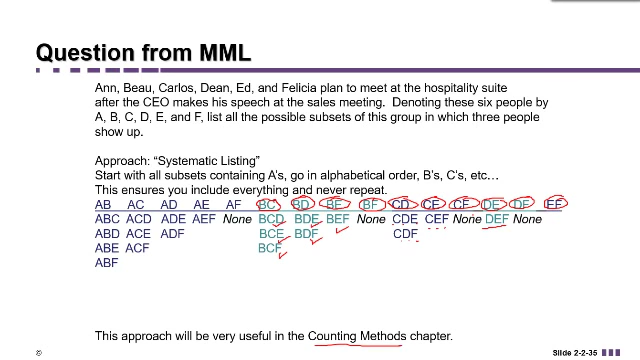 Question from MML
Ann, Beau, Carlos, Dean, Ed, and Felicia plan to meet at the hospitality suite
after the CEO makes his speech at the sales meeting. Denoting these six people by
A, B, C, D, E, and F, list all the possible subsets of this group in which three people
show up.
Approach: “Systematic Listing”
Start with all subsets containing A’s, go in alphabetical order, B’s, C’s, etc…
This ensures you include everything and never repeat.
AB AC AD AE AF BC BD BE BF CD CE CF DE DF EF
ABC ACD ADE AEF None BCD BDE BEF None CDE CEF None DEF None
ABD ACE ADF BCE BDF CDF
ABE ACF BCF
ABF
This approach will be very useful in the Counting Methods chapter.
© Slide 2-2-35